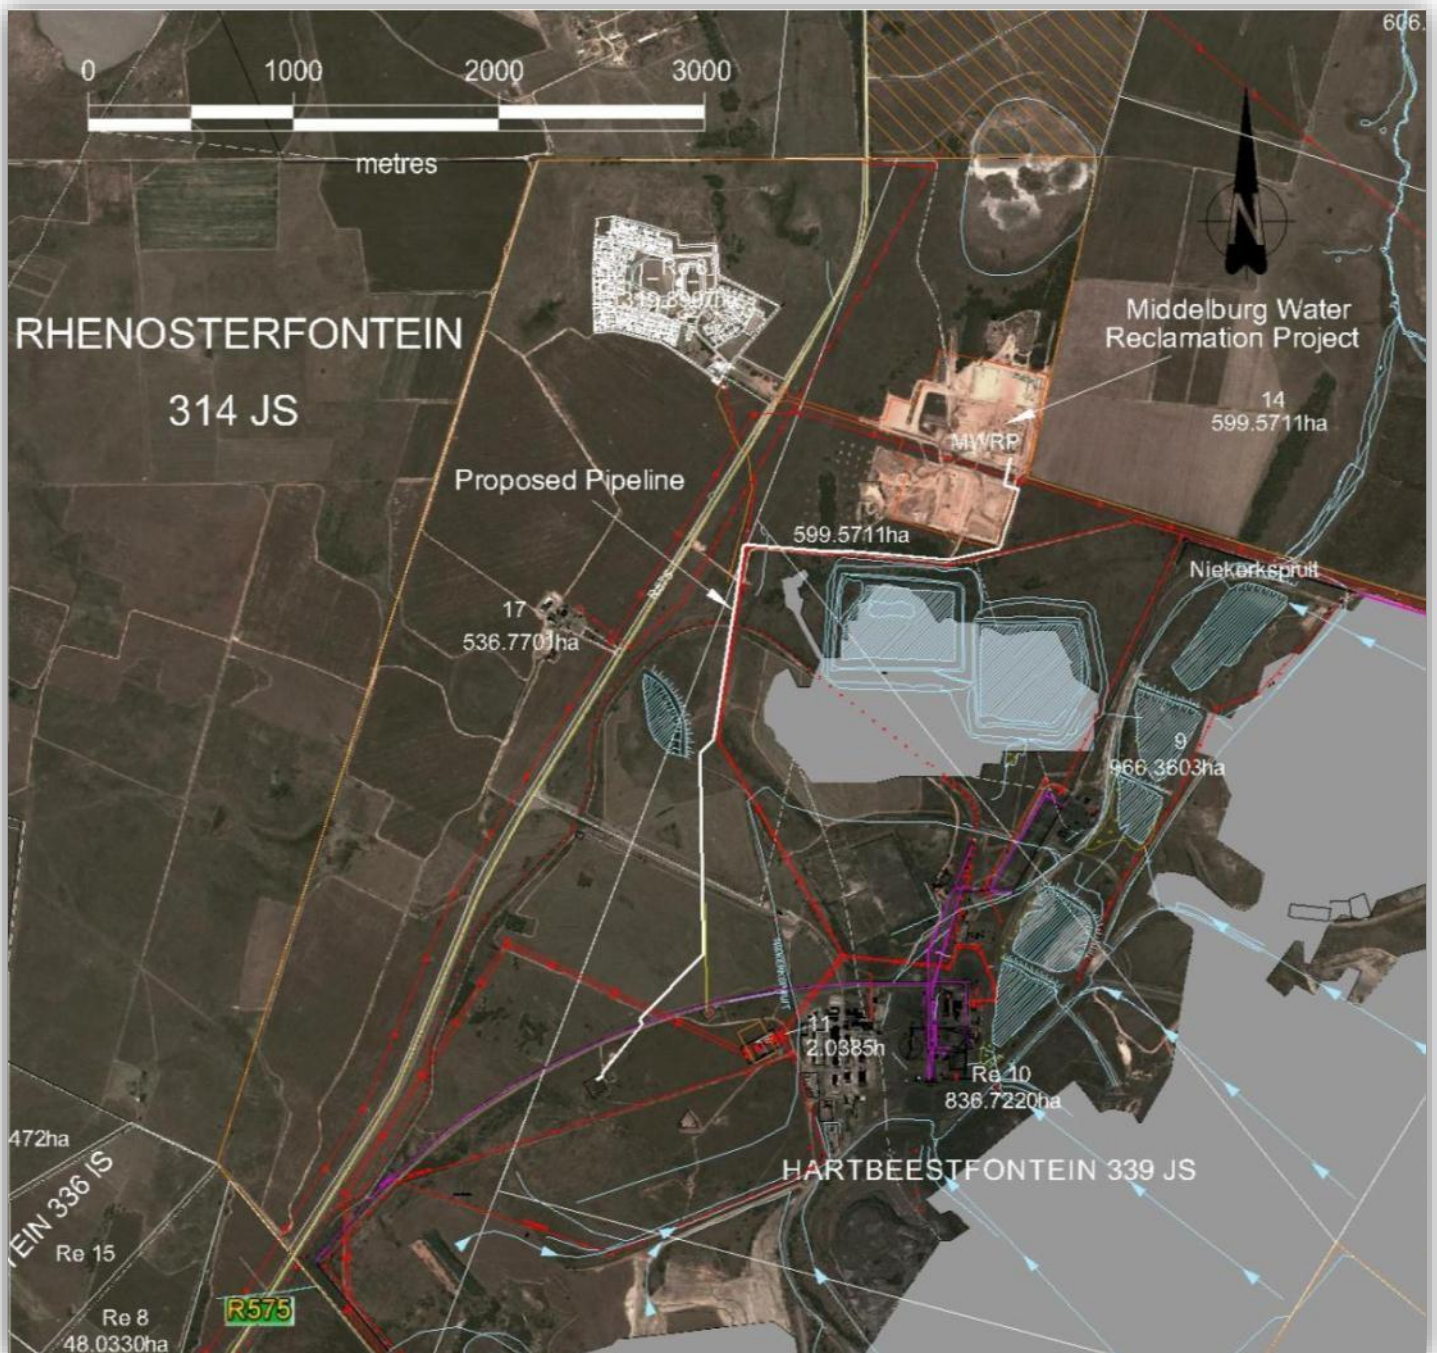 606.
0 1000 2000 3000
metres
RHENOSTERFONTEIN
314 JS
Middelburg Water
Reclamation Project
14
599.5711ha
MWRP
Proposed Pipeline
599.5711ha
Niekerkspruit
R575
17
536.7701ha
9
966.3603ha
11
2.0385h
Re 10
836.7220ha
HARTBEESTFONTEIN 339 JS
472ha
TEIN 336 IS
Re 15
R575
Re 8
48.0330ha
N